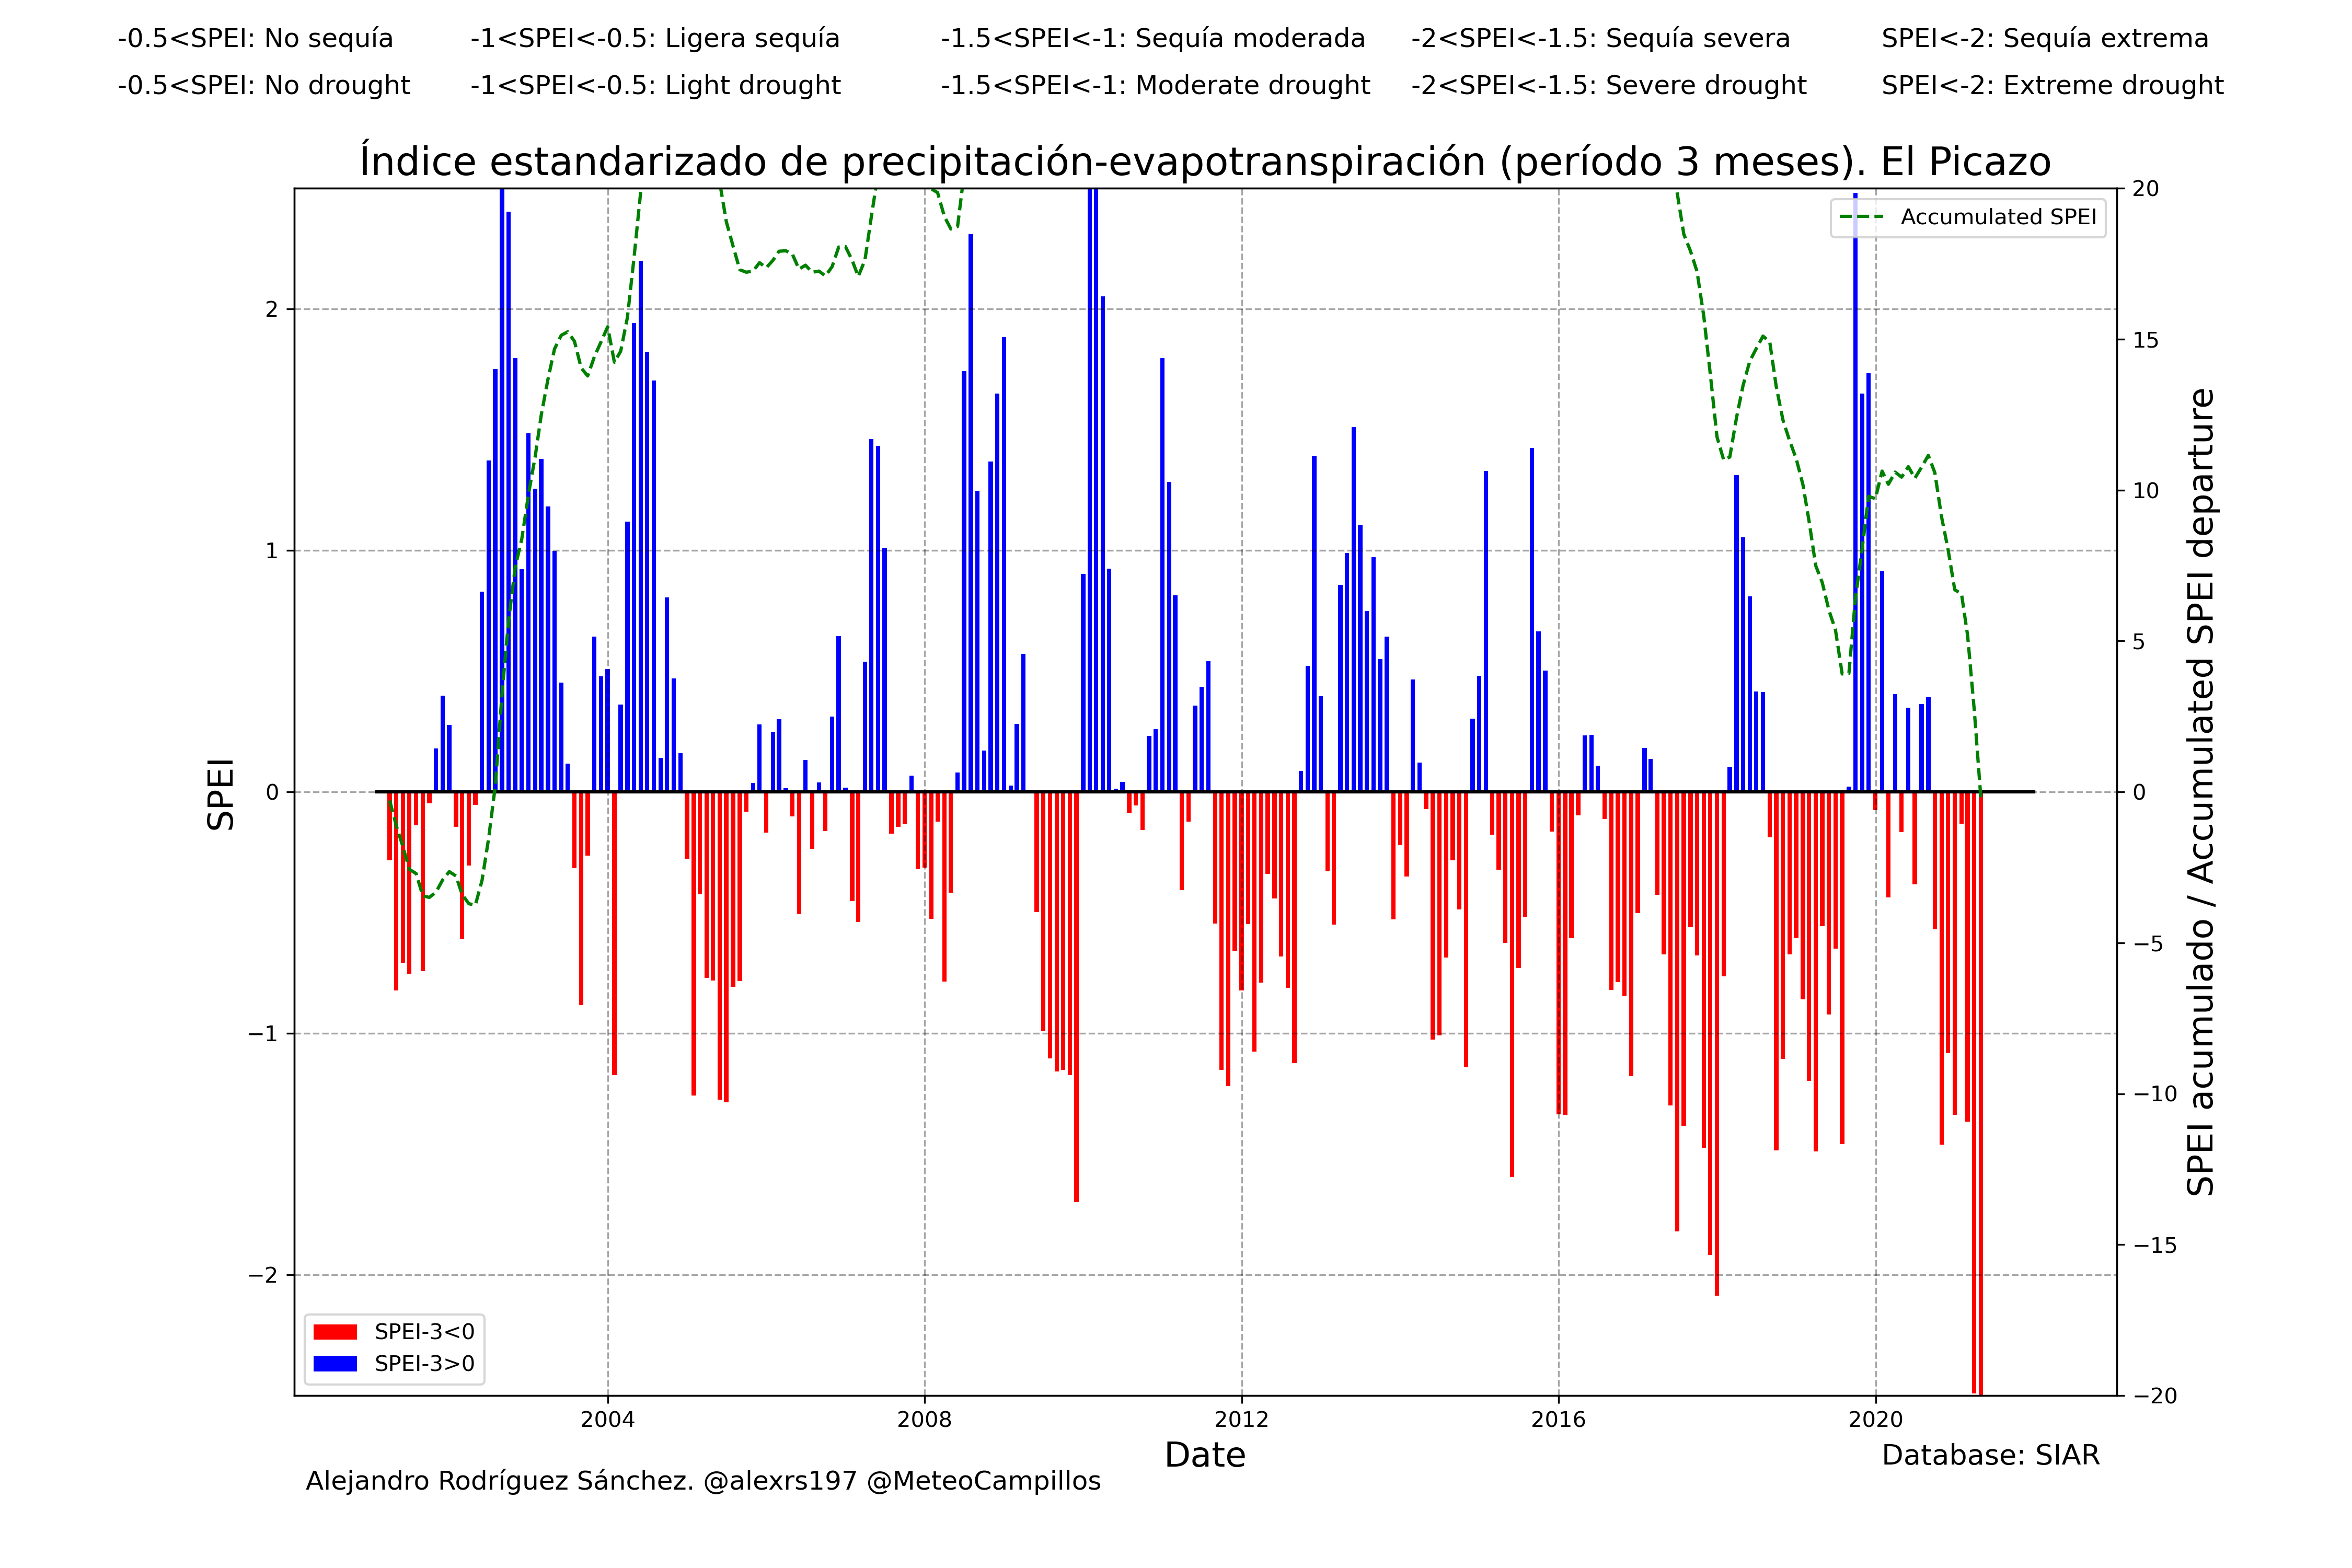 -0.5<SPEI: No sequía -1<SPEI<-0.5: Ligera sequía -1.5<SPEI<-1: Sequía moderada -2<SPEI<-1.5: Sequía severa SPEI<-2: Sequía extrema
-0.5<SPEI: No drought -1<SPEI<-0.5: Light drought -1.5<SPEI<-1: Moderate drought -2<SPEI<-1.5: Severe drought SPEI<-2: Extreme drought
Índice estandarizado de precipitación-evapotranspiración (período 3 meses). El Picazo
Accumulated SPEI
SPEI
2
1
0
−1
−2
20
15
10
5
0
−5
−10
−15
−20
SPEI acumulado / Accumulated SPEI departure
SPEI-3<0
SPEI-3>0
2004 2008 2012 2016 2020
Date
Database: SIAR
Alejandro Rodríguez Sánchez. @alexrs197 @MeteoCampillos